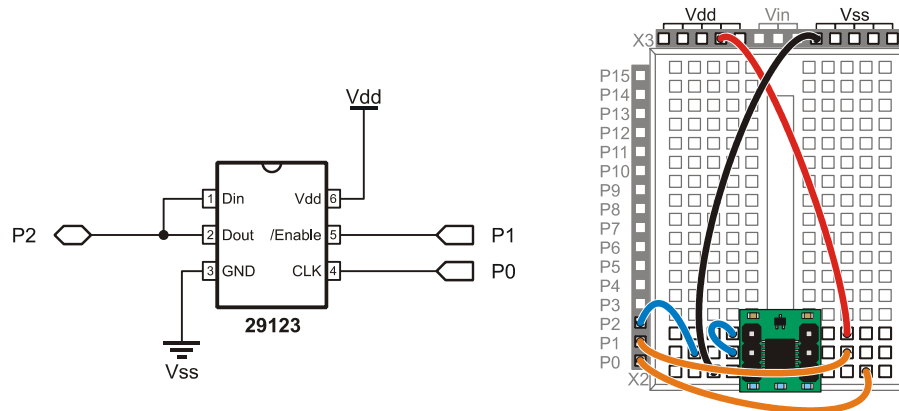 Vdd
1 Din Vdd 6
P2 2 Dout /Enable 5 P1
3 GND CLK 4 P0
29123
Vss
Vdd Vin Vss
X3
P15
P14
P13
P12
P11
P10
P9
P8
P7
P6
P5
P4
P3
P2
P1
P0
X2